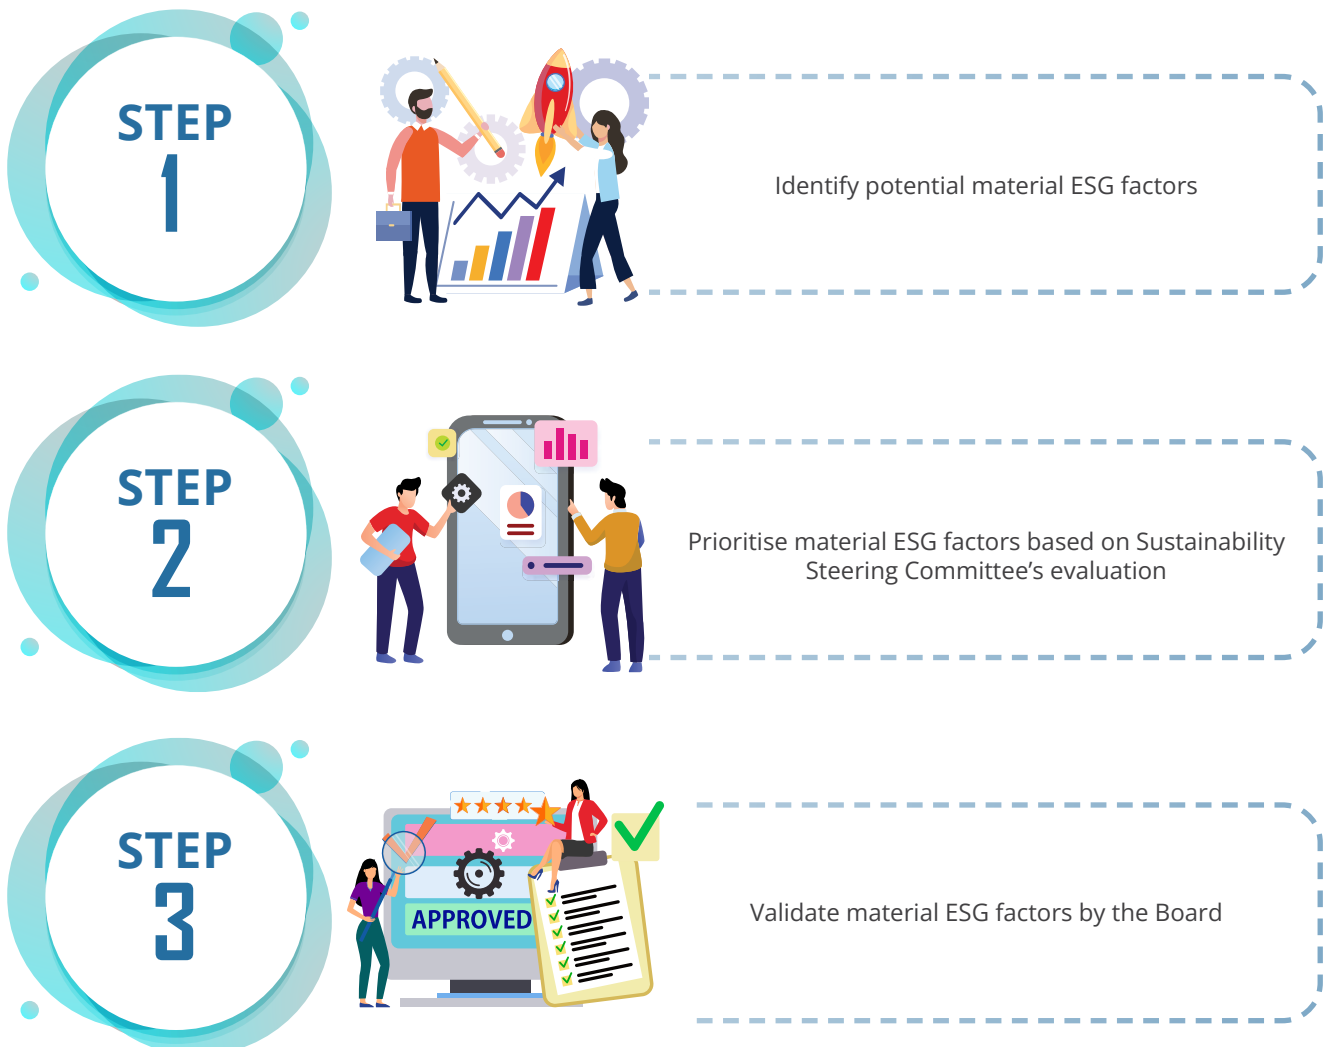 STEP
1
Identify potential material ESG factors
STEP
2
Prioritise material ESG factors based on Sustainability
Steering Committee’s evaluation
STEP
3
APPROVED
Validate material ESG factors by the Board